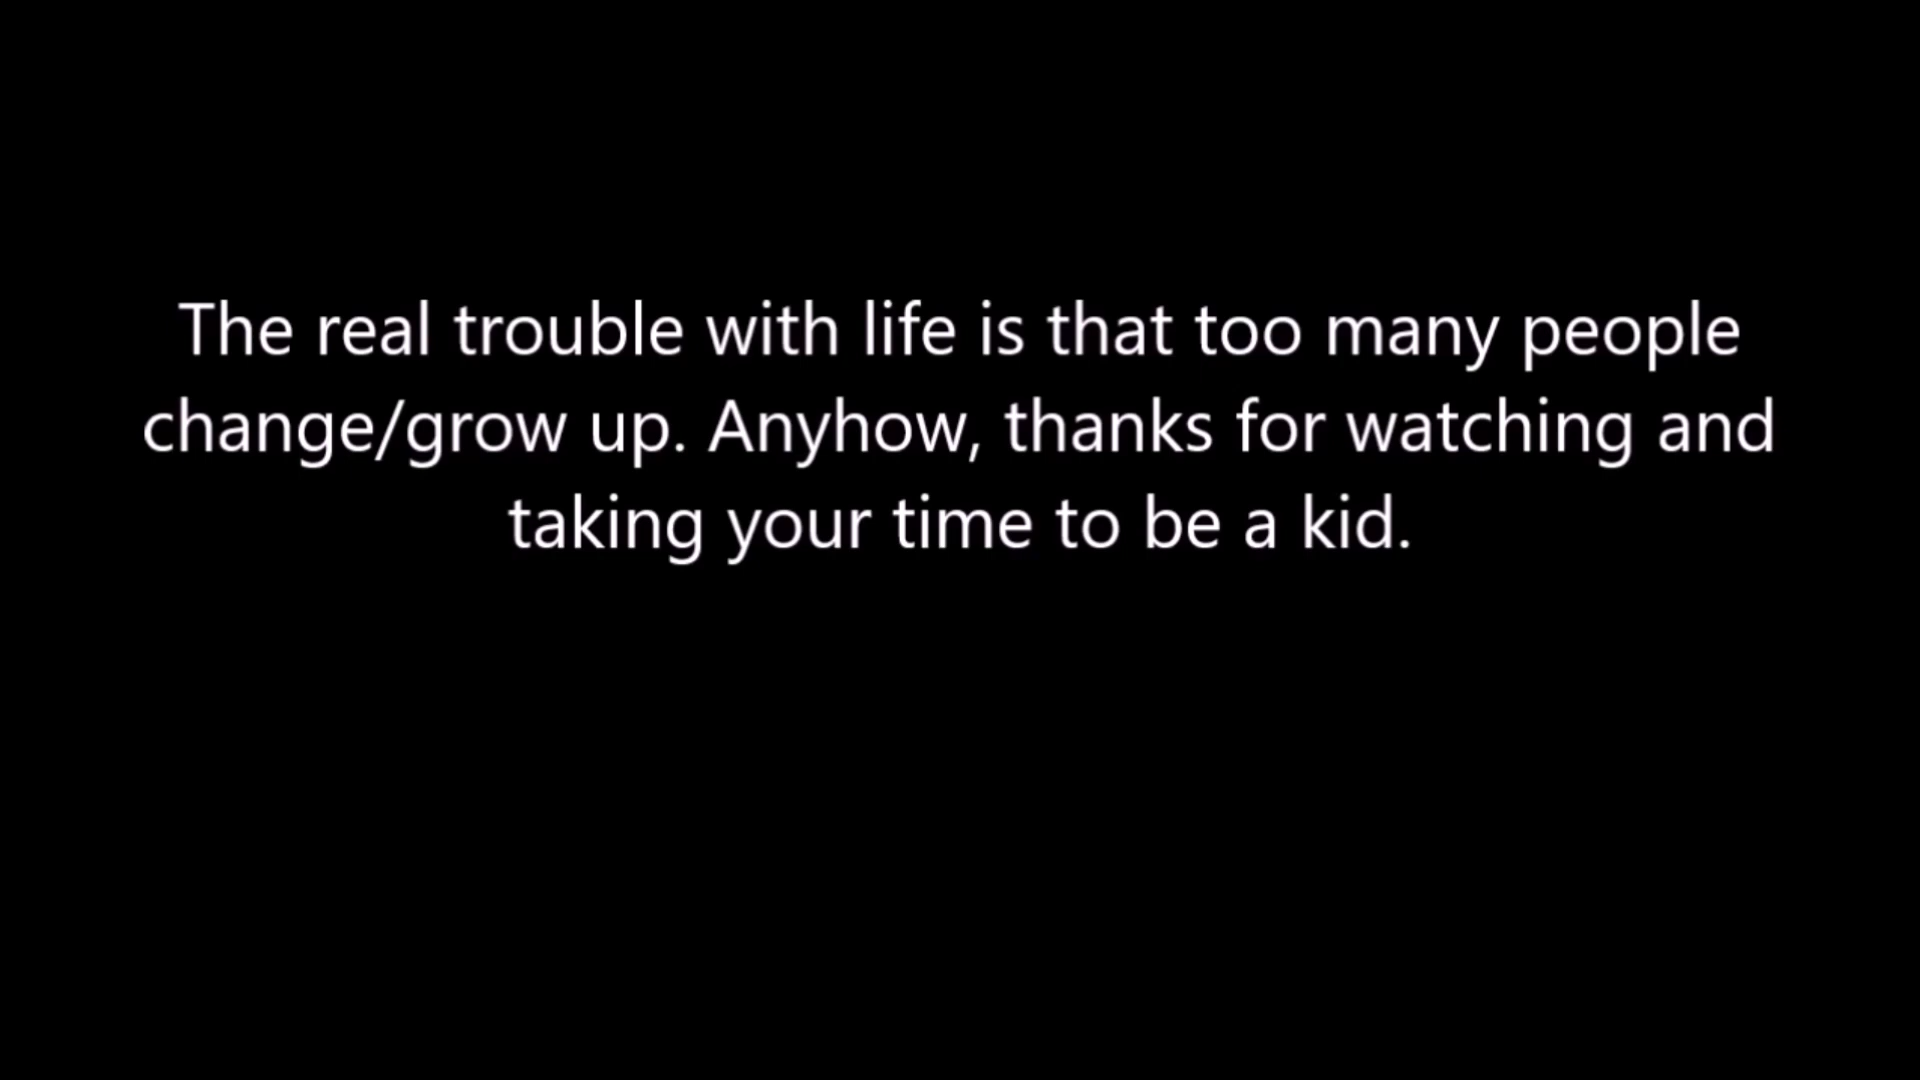 The real trouble with life is that too many people
change/grow up. Anyhow, thanks for watching and
taking your time to be a kid.